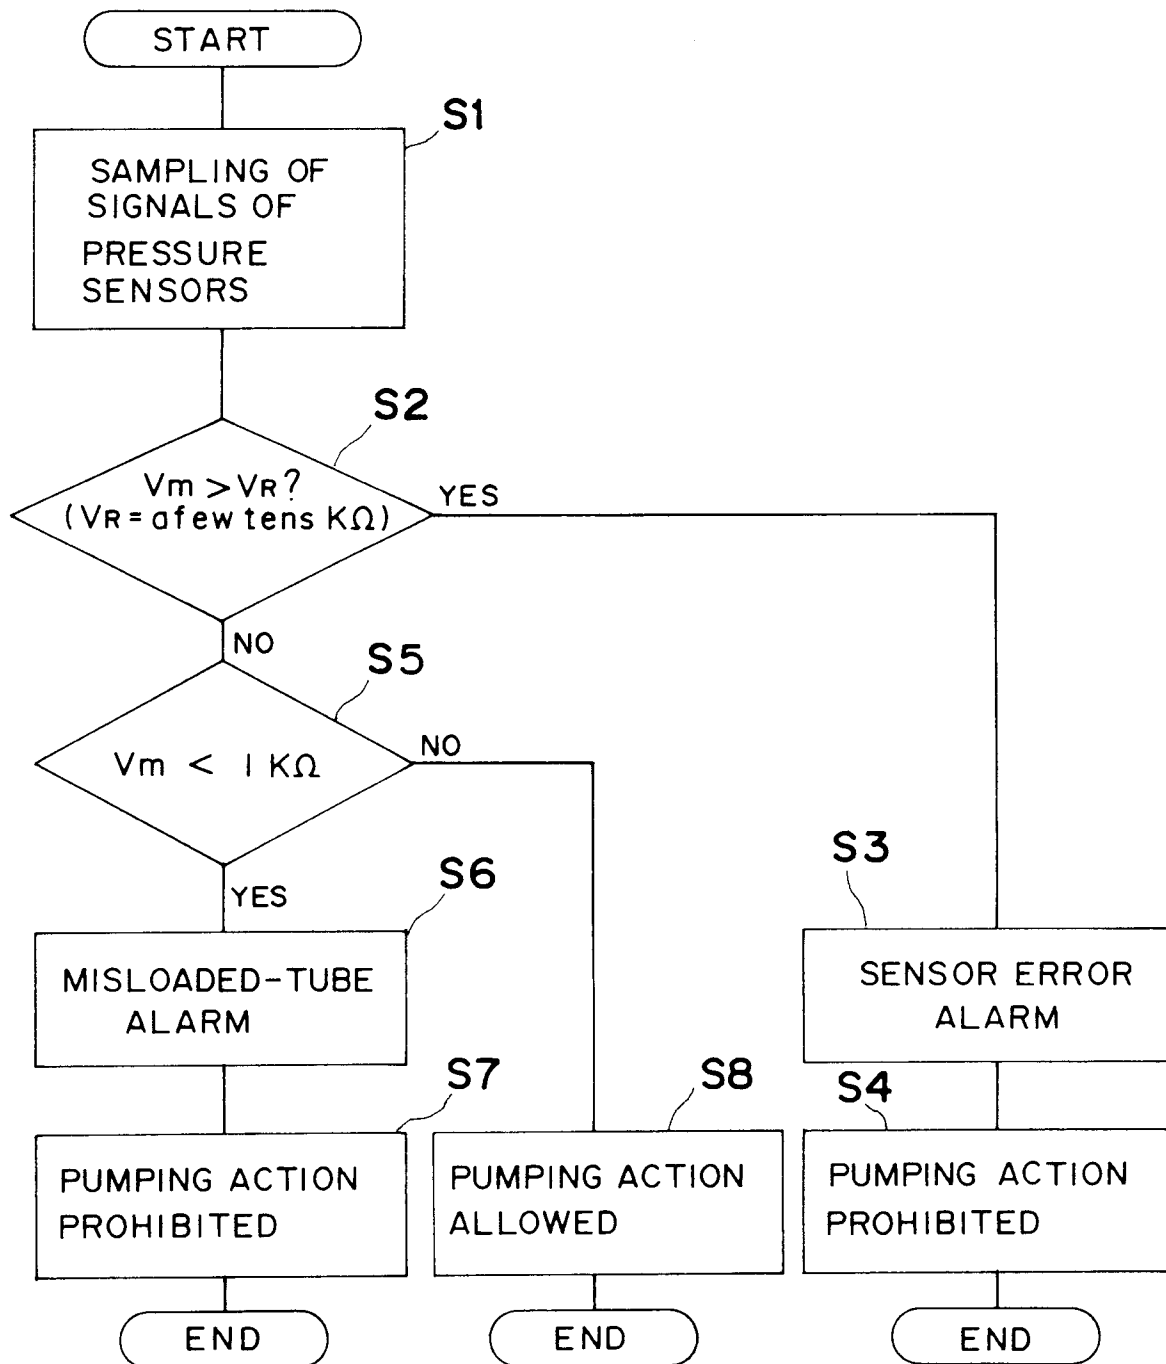 START
S1
SAMPLING OF
SIGNALS OF
PRESSURE
SENSORS
S2
Vm > VR?
(VR = a few tens KΩ)
YES
NO
S5
Vm < 1 KΩ
NO
YES
S6
MISLOADED-TUBE
ALARM
S3
SENSOR ERROR
ALARM
S7
PUMPING ACTION
PROHIBITED
S8
PUMPING ACTION
ALLOWED
S4
PUMPING ACTION
PROHIBITED
END
END
END